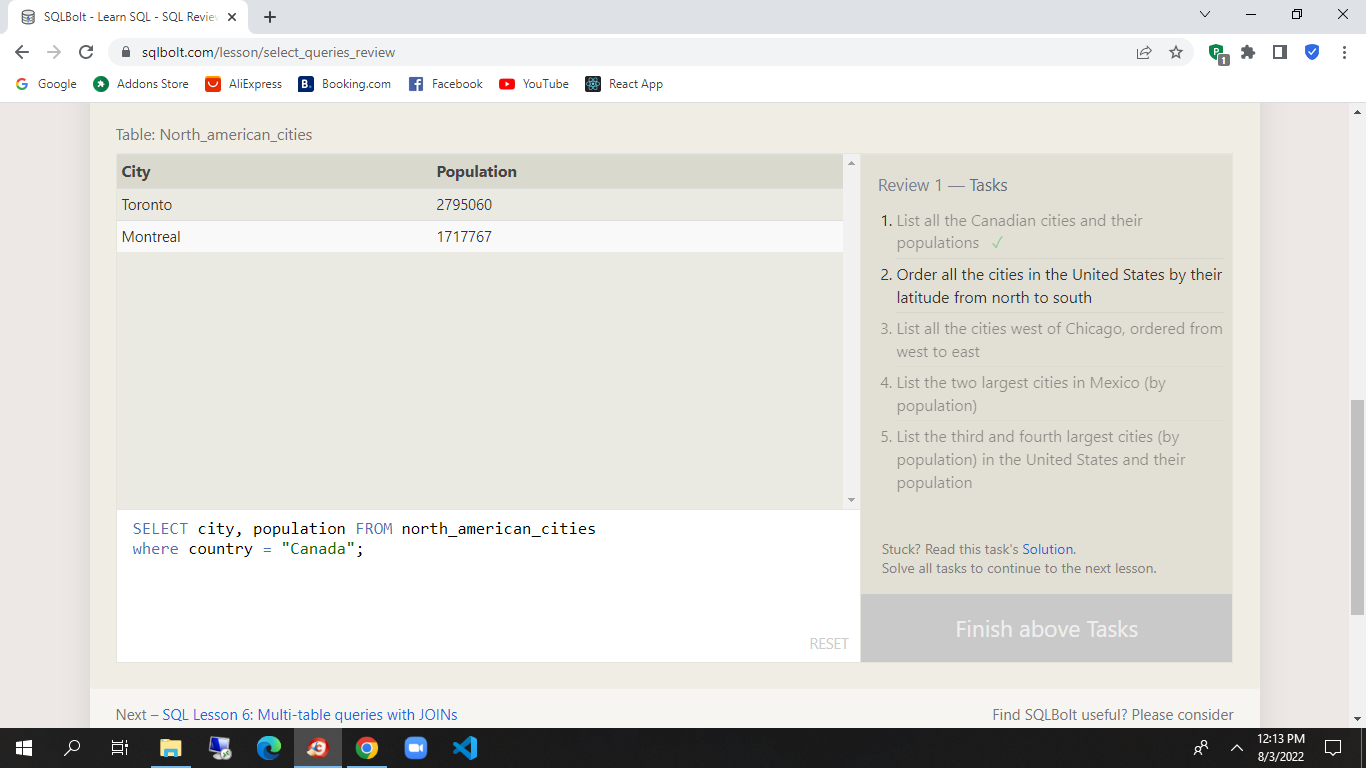 SQLBolt - Learn SQL - SQL Review
sqlbolt.com/lesson/select_queries_review
1
Google Addons Store AliExpress B. Booking.com Facebook YouTube React App
Table: North_american_cities
City Population
Toronto 2795060
Montreal 1717767
SELECT city, population FROM north_american_cities
where country = "Canada";
RESET
Review 1 — Tasks
1. List all the Canadian cities and their
populations ✓
2. Order all the cities in the United States by their
latitude from north to south
3. List all the cities west of Chicago, ordered from
west to east
4. List the two largest cities in Mexico (by
population)
5. List the third and fourth largest cities (by
population) in the United States and their
population
Stuck? Read this task's Solution.
Solve all tasks to continue to the next lesson.
Finish above Tasks
Next – SQL Lesson 6: Multi-table queries with JOINs
Find SQLBolt useful? Please consider
12:13 PM
8/3/2022